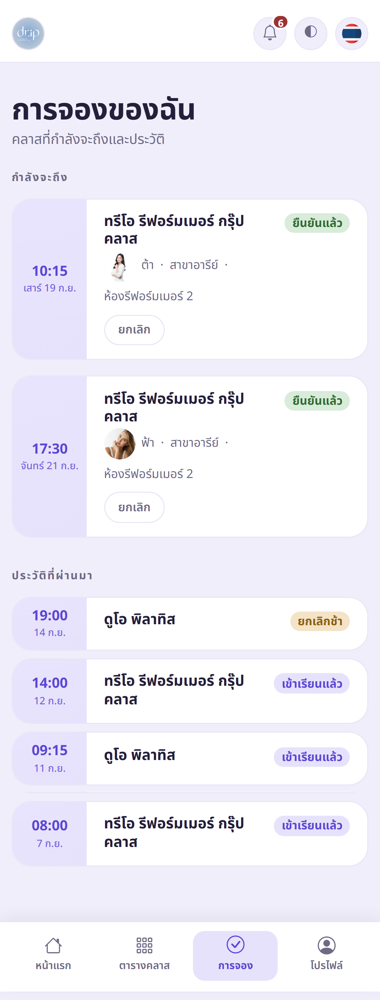 drip
6
การจองของฉัน
คลาสที่กำลังจะถึงและประวัติ
กำลังจะถึง
10:15
เสาร์ 19 ก.ย.
ทรีโอ รีฟอร์มเมอร์ กรุ๊ป
คลาส
ยืนยันแล้ว
ต้า · สาขาอารีย์ ·
ห้องรีฟอร์มเมอร์ 2
ยกเลิก
17:30
จันทร์ 21 ก.ย.
ทรีโอ รีฟอร์มเมอร์ กรุ๊ป
คลาส
ยืนยันแล้ว
ฟ้า · สาขาอารีย์ ·
ห้องรีฟอร์มเมอร์ 2
ยกเลิก
ประวัติที่ผ่านมา
19:00
14 ก.ย.
ดูโอ พิลาทิส
ยกเลิกช้า
14:00
12 ก.ย.
ทรีโอ รีฟอร์มเมอร์ กรุ๊ป
คลาส
เข้าเรียนแล้ว
09:15
11 ก.ย.
ดูโอ พิลาทิส
เข้าเรียนแล้ว
08:00
7 ก.ย.
ทรีโอ รีฟอร์มเมอร์ กรุ๊ป
คลาส
เข้าเรียนแล้ว
หน้าแรก
ตารางคลาส
การจอง
โปรไฟล์